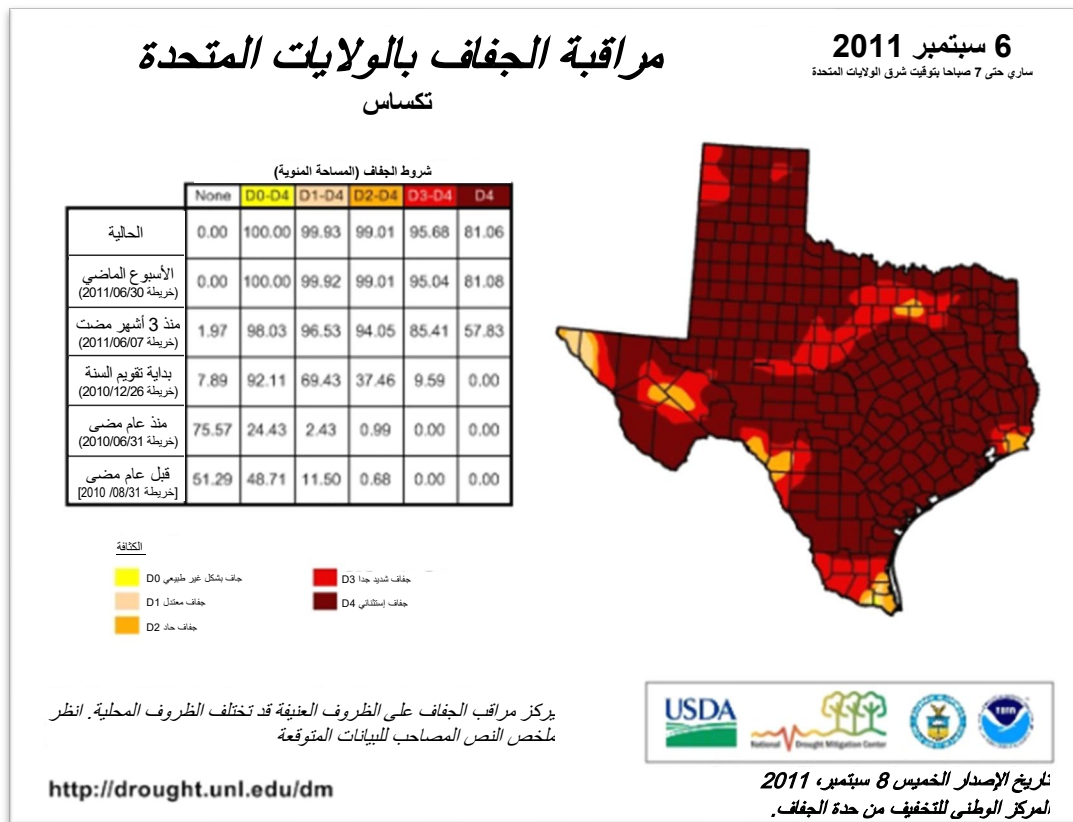 مراقبة الجفاف بالولايات المتحدة
تكساس
6 سبتمبر 2011
ساري حتى 7 صباحا بتوقيت شرق الولايات المتحدة
شروط الجفاف (المساحة المئوية)
None D0-D4 D1-D4 D2-D4 D3-D4 D4
الحالية 0.00 100.00 99.93 99.01 95.68 81.06
الأسبوع الماضي
(خريطة 2011/06/30)
0.00 100.00 99.92 99.01 95.04 81.08
منذ 3 أشهر مضت
(خريطة 2011/06/07)
1.97 98.03 96.53 94.05 85.41 57.83
بداية تقويم السنة
(خريطة 2010/12/26)
7.89 92.11 69.43 37.46 9.59 0.00
منذ عام مضى
(خريطة 2010/06/31)
75.57 24.43 2.43 0.99 0.00 0.00
قبل عام مضى
[خريطة 08/31/ 2010]
51.29 48.71 11.50 0.68 0.00 0.00
الكثافة
D0 جاف بشكل غير طبيعي
D1 جفاف معتدل
D2 جفاف حاد
D3 جفاف شديد جدا
D4 جفاف إستثنائي
يركز مراقب الجفاف على الظروف العنيفة قد تختلف الظروف المحلية. انظر
ملخص النص المصاحب للبيانات المتوقعة
http://drought.unl.edu/dm
USDA
National Drought Mitigation Center
تاريخ الإصدار الخميس 8 سبتمبر، 2011
المركز الوطني للتخفيف من حدة الجفاف.